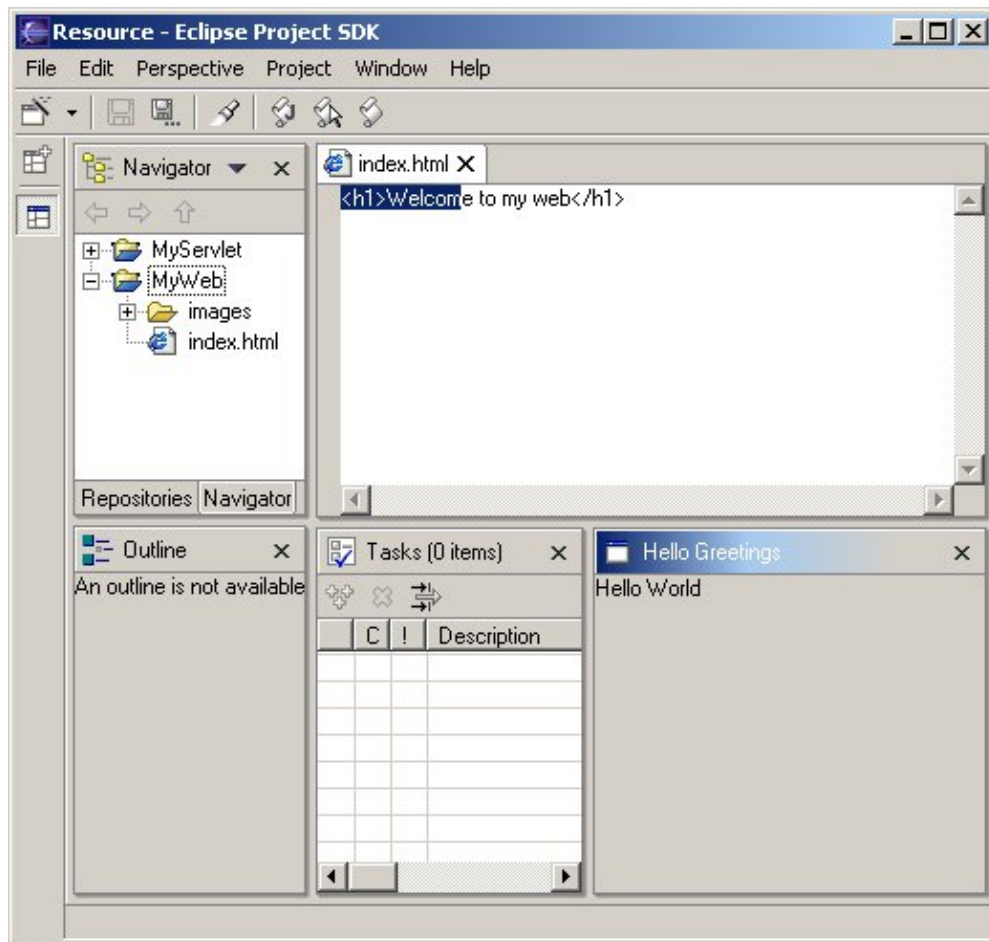 Resource - Eclipse Project SDK
File Edit Perspective Project Window Help
Navigator
MyServlet
MyWeb
images
index.html
Repositories Navigator
index.html
<h1>Welcome to my web</h1>
Outline
An outline is not available
Tasks (0 items)
C ! Description
Hello Greetings
Hello World